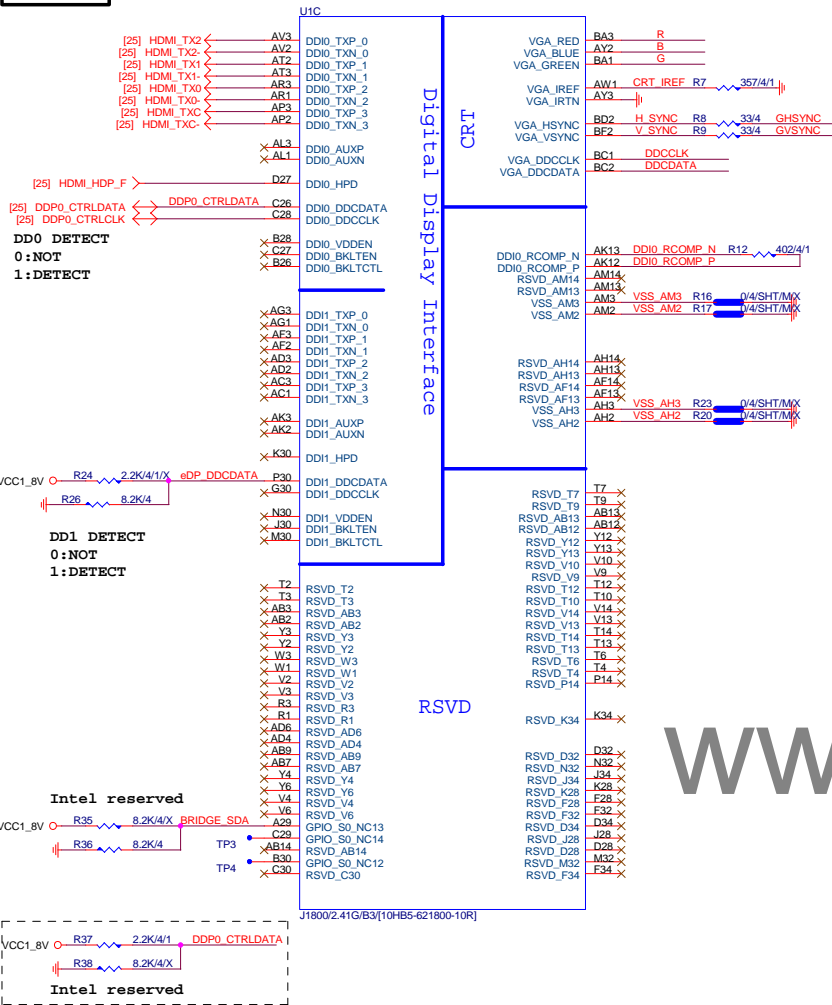 U1C
[25] HDMI_TX2 AV3 DDI0_TXP_0
[25] HDMI_TX2- AV2 DDI0_TXN_0
[25] HDMI_TX1 AT2 DDI0_TXP_1
[25] HDMI_TX1- AT3 DDI0_TXN_1
[25] HDMI_TX0 AR3 DDI0_TXP_2
[25] HDMI_TX0- AR1 DDI0_TXN_2
[25] HDMI_TXC AP3 DDI0_TXP_3
[25] HDMI_TXC- AP2 DDI0_TXN_3
AL3 DDI0_AUXP
AL1 DDI0_AUXN
[25] HDMI_HDP_F D27 DDI0_HPD
[25] DDP0_CTRLDATA DDP0_CTRLDATA C26 DDI0_DDCDATA
[25] DDP0_CTRLCLK C28 DDI0_DDCCLK
DD0 DETECT
0:NOT
1:DETECT
B28 DDI0_VDDEN
C27 DDI0_BKLTEN
B26 DDI0_BKLTCTL
AG3 DDI1_TXP_0
AG1 DDI1_TXN_0
AF3 DDI1_TXP_1
AF2 DDI1_TXN_1
AD3 DDI1_TXP_2
AD2 DDI1_TXN_2
AC3 DDI1_TXP_3
AC1 DDI1_TXN_3
AK3 DDI1_AUXP
AK2 DDI1_AUXN
K30 DDI1_HPD
VCC1_8V R24 2.2K/4/1/X eDP_DDCDATA P30 DDI1_DDCDATA
R26 8.2K/4 G30 DDI1_DDCCLK
N30 DDI1_VDDEN
J30 DDI1_BKLTEN
M30 DDI1_BKLTCTL
DD1 DETECT
0:NOT
1:DETECT
T2 RSVD_T2
T3 RSVD_T3
AB3 RSVD_AB3
AB2 RSVD_AB2
Y3 RSVD_Y3
Y2 RSVD_Y2
W3 RSVD_W3
W1 RSVD_W1
V2 RSVD_V2
V3 RSVD_V3
R3 RSVD_R3
R1 RSVD_R1
AD6 RSVD_AD6
AD4 RSVD_AD4
AB9 RSVD_AB9
AB7 RSVD_AB7
Y4 RSVD_Y4
Y6 RSVD_Y6
V4 RSVD_V4
V6 RSVD_V6
Intel reserved
VCC1_8V R35 8.2K/4/X BRIDGE_SDA A29 GPIO_S0_NC13
TP3 C29 GPIO_S0_NC14
R36 8.2K/4 AB14 RSVD_AB14
TP4 B30 GPIO_S0_NC12
C30 RSVD_C30
Digital Display Interface
CRT
RSVD
VGA_RED BA3 R
VGA_BLUE AY2 B
VGA_GREEN BA1 G
VGA_IREF AW1 CRT_IREF R7 357/4/1
VGA_IRTN AY3
VGA_HSYNC BD2 H_SYNC R8 33/4 GHSYNC
VGA_VSYNC BF2 V_SYNC R9 33/4 GVSYNC
VGA_DDCCLK BC1 DDCCLK
VGA_DDCDATA BC2 DDCDATA
DDI0_RCOMP_N AK13 DDI0_RCOMP_N R12 402/4/1
DDI0_RCOMP_P AK12 DDI0_RCOMP_P
RSVD_AM14 AM14
RSVD_AM13 AM13
VSS_AM3 AM3 VSS_AM3 R16 0/4/SHT/M/X
VSS_AM2 AM2 VSS_AM2 R17 0/4/SHT/M/X
RSVD_AH14 AH14
RSVD_AH13 AH13
RSVD_AF14 AF14
RSVD_AF13 AF13
VSS_AH3 AH3 VSS_AH3 R23 0/4/SHT/M/X
VSS_AH2 AH2 VSS_AH2 R20 0/4/SHT/M/X
RSVD_T7 T7
RSVD_T9 T9
RSVD_AB13 AB13
RSVD_AB12 AB12
RSVD_Y12 Y12
RSVD_Y13 Y13
RSVD_V10 V10
RSVD_V9 V9
RSVD_T12 T12
RSVD_T10 T10
RSVD_V14 V14
RSVD_V13 V13
RSVD_T14 T14
RSVD_T13 T13
RSVD_T6 T6
RSVD_T4 T4
RSVD_P14 P14
RSVD_K34 K34
RSVD_D32 D32
RSVD_N32 N32
RSVD_J34 J34
RSVD_K28 K28
RSVD_F28 F28
RSVD_F32 F32
RSVD_D34 D34
RSVD_J28 J28
RSVD_D28 D28
RSVD_M32 M32
RSVD_F34 F34
J1800/2.41G/B3/[10HB5-621800-10R]
VCC1_8V R37 2.2K/4/1 DDP0_CTRLDATA
R38 8.2K/4/X
Intel reserved